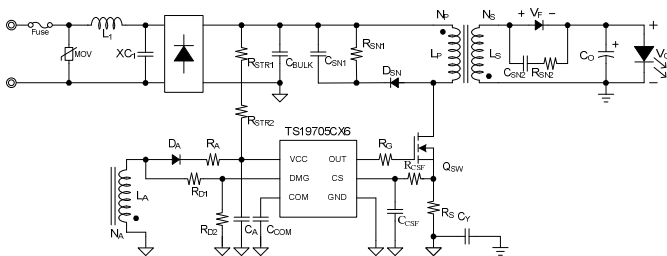 Fuse
L1
MOV
XC1
RSTR1
CBULK
CSN1
RSN1
DSN
NP
LP
NS
LS
+ VF −
CSN2
RSN2
CO
+
+
VO
−
RSTR2
TS19705CX6
DA
RA
VCC
OUT
RG
QSW
RCSF
DMG
CS
COM
GND
LA
NA
RD1
RD2
CA
CCOM
CCSF
RS
CY